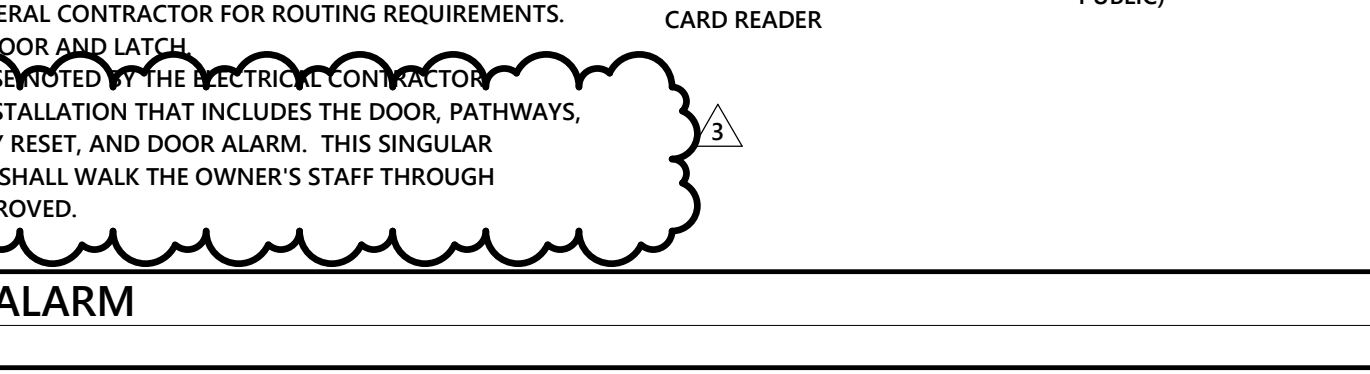 ERAL CONTRACTOR FOR ROUTING REQUIREMENTS.
OOR AND LATCH.
SE NOTED BY THE ELECTRICAL CONTRACTOR
STALLATION THAT INCLUDES THE DOOR, PATHWAYS,
Y RESET, AND DOOR ALARM. THIS SINGULAR
SHALL WALK THE OWNER'S STAFF THROUGH
ROVED.
CARD READER
PUBLIC)
3
ALARM